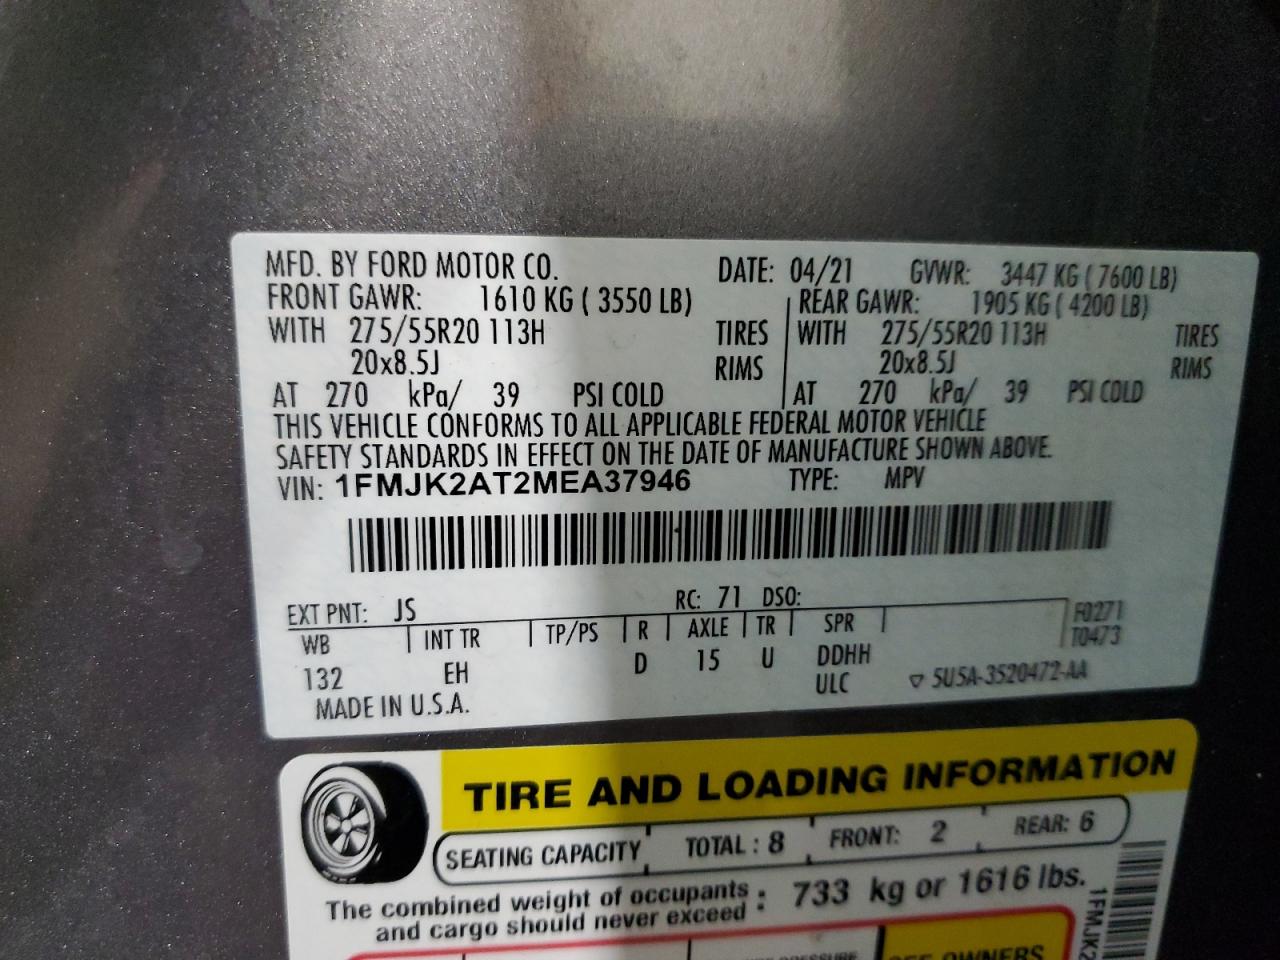 MFD. BY FORD MOTOR CO. DATE: 04/21 GVWR: 3447 KG ( 7600 LB)
FRONT GAWR: 1610 KG ( 3550 LB) REAR GAWR: 1905 KG ( 4200 LB)
WITH 275/55R20 113H TIRES WITH 275/55R20 113H TIRES
20x8.5J RIMS 20x8.5J RIMS
AT 270 kPa/ 39 PSI COLD AT 270 kPa/ 39 PSI COLD
THIS VEHICLE CONFORMS TO ALL APPLICABLE FEDERAL MOTOR VEHICLE
SAFETY STANDARDS IN EFFECT ON THE DATE OF MANUFACTURE SHOWN ABOVE.
VIN: 1FMJK2AT2MEA37946 TYPE: MPV
EXT PNT: JS RC: 71 DSO: F0271
WB INT TR TP/PS R AXLE TR SPR T0473
132 EH D 15 U DDHH
ULC ▽ 5U5A-3520472-AA
MADE IN U.S.A.
TIRE AND LOADING INFORMATION
SEATING CAPACITY TOTAL : 8 FRONT: 2 REAR: 6
The combined weight of occupants : 733 kg or 1616 lbs.
and cargo should never exceed
1FMJK2
PRESSURE
SEE OWNERS